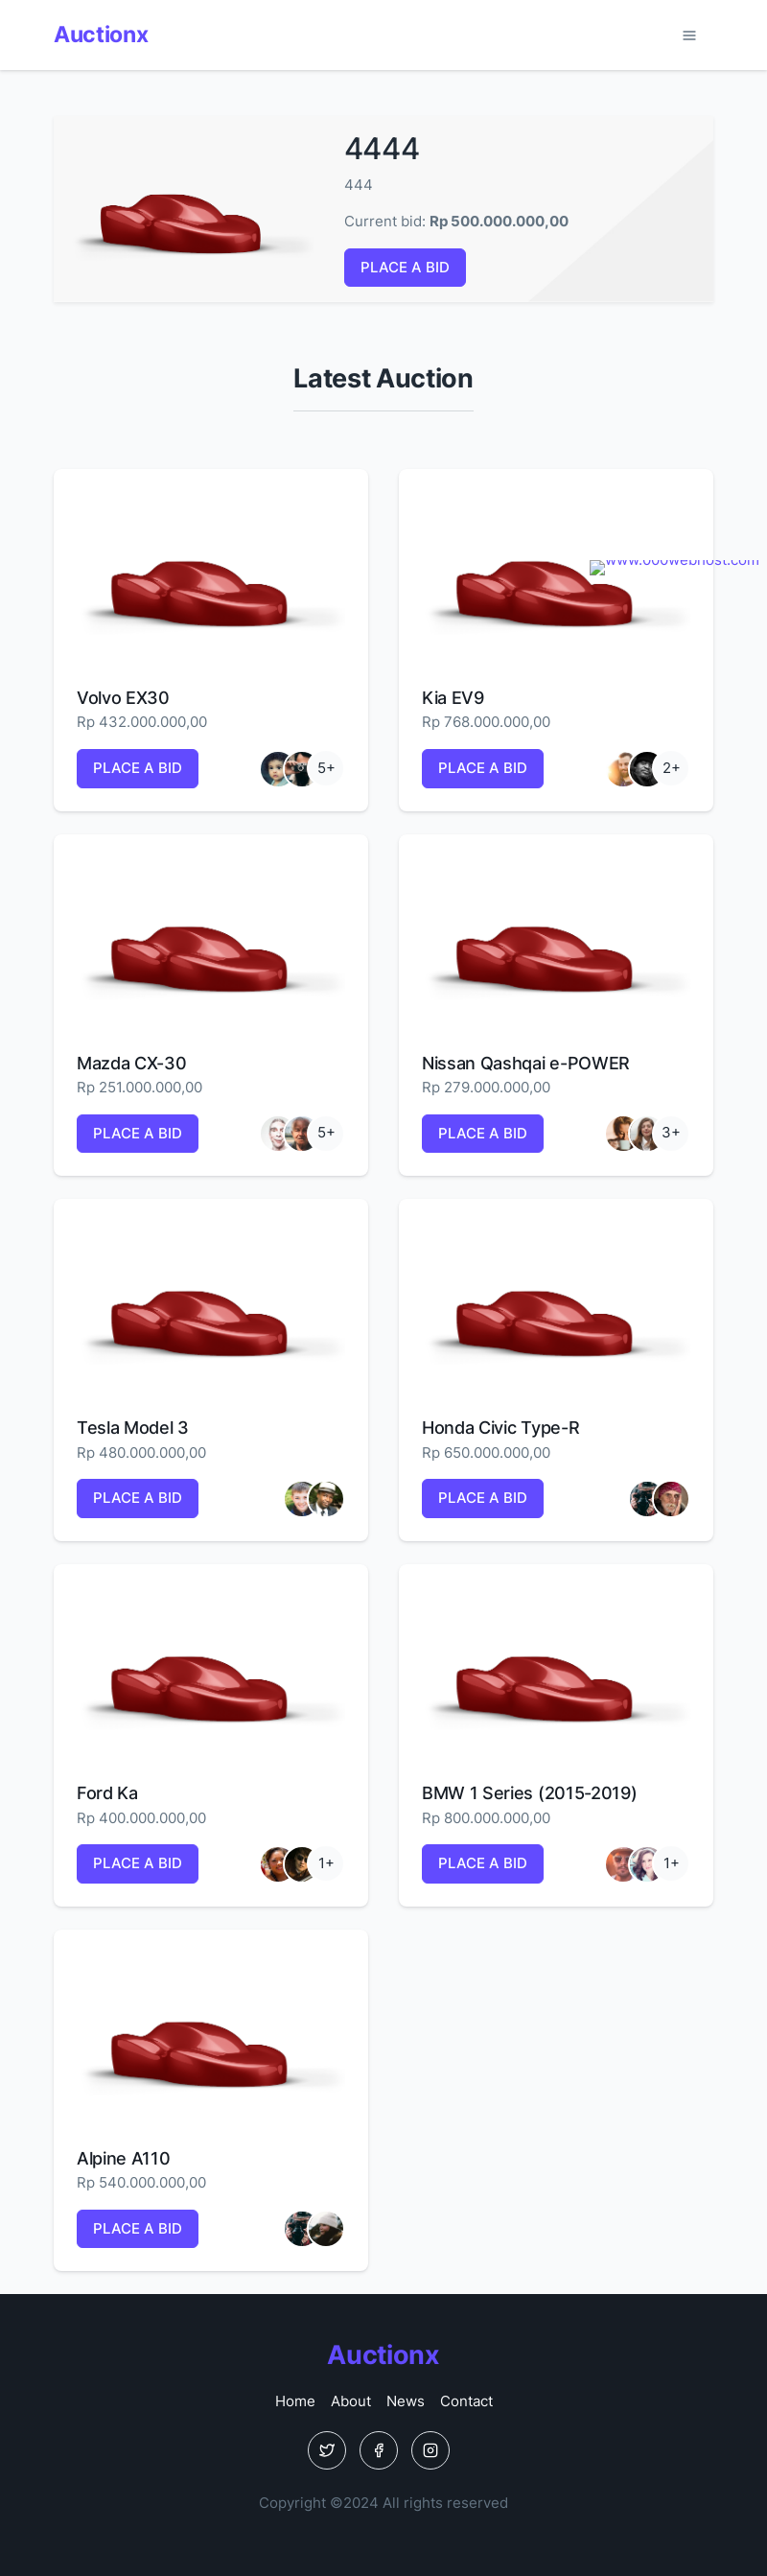 Auctionx
4444
444
Current bid: Rp 500.000.000,00
PLACE A BID
Latest Auction
www.000webhost.com
Volvo EX30
Rp 432.000.000,00
PLACE A BID
5+
Kia EV9
Rp 768.000.000,00
PLACE A BID
2+
Mazda CX-30
Rp 251.000.000,00
PLACE A BID
5+
Nissan Qashqai e-POWER
Rp 279.000.000,00
PLACE A BID
3+
Tesla Model 3
Rp 480.000.000,00
PLACE A BID
Honda Civic Type-R
Rp 650.000.000,00
PLACE A BID
Ford Ka
Rp 400.000.000,00
PLACE A BID
1+
BMW 1 Series (2015-2019)
Rp 800.000.000,00
PLACE A BID
1+
Alpine A110
Rp 540.000.000,00
PLACE A BID
Auctionx
Home About News Contact
Copyright ©2024 All rights reserved